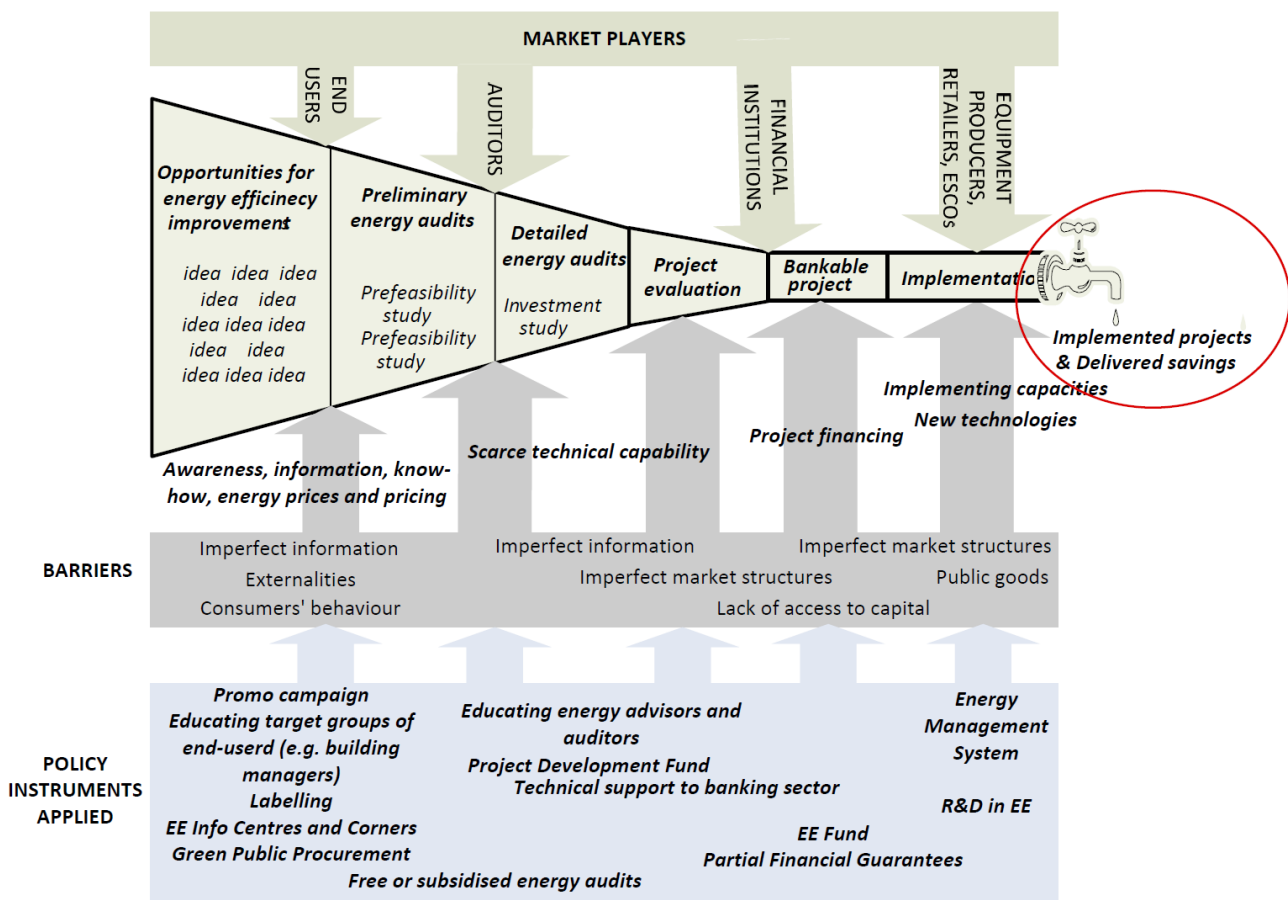 MARKET PLAYERS
END
USERS
AUDITORS
FINANCIAL
INSTITUTIONS
EQUIPMENT
PRODUCERS,
RETAILERS, ESCOs
Opportunities for
energy efficinecy
improvements
idea idea idea
idea idea
idea idea idea
idea idea
idea idea idea
Preliminary
energy audits
Prefeasibility
study
Prefeasibility
study
Detailed
energy audits
Investment
study
Project
evaluation
Bankable
project
Implementation
Implemented projects
& Delivered savings
Awareness, information, know-
how, energy prices and pricing
Scarce technical capability
Project financing
Implementing capacities
New technologies
BARRIERS
Imperfect information
Externalities
Consumers' behaviour
Imperfect information
Imperfect market structures
Lack of access to capital
Imperfect market structures
Public goods
POLICY
INSTRUMENTS
APPLIED
Promo campaign
Educating target groups of
end-userd (e.g. building
managers)
Labelling
EE Info Centres and Corners
Green Public Procurement
Free or subsidised energy audits
Educating energy advisors and
auditors
Project Development Fund
Technical support to banking sector
EE Fund
Partial Financial Guarantees
Energy
Management
System
R&D in EE